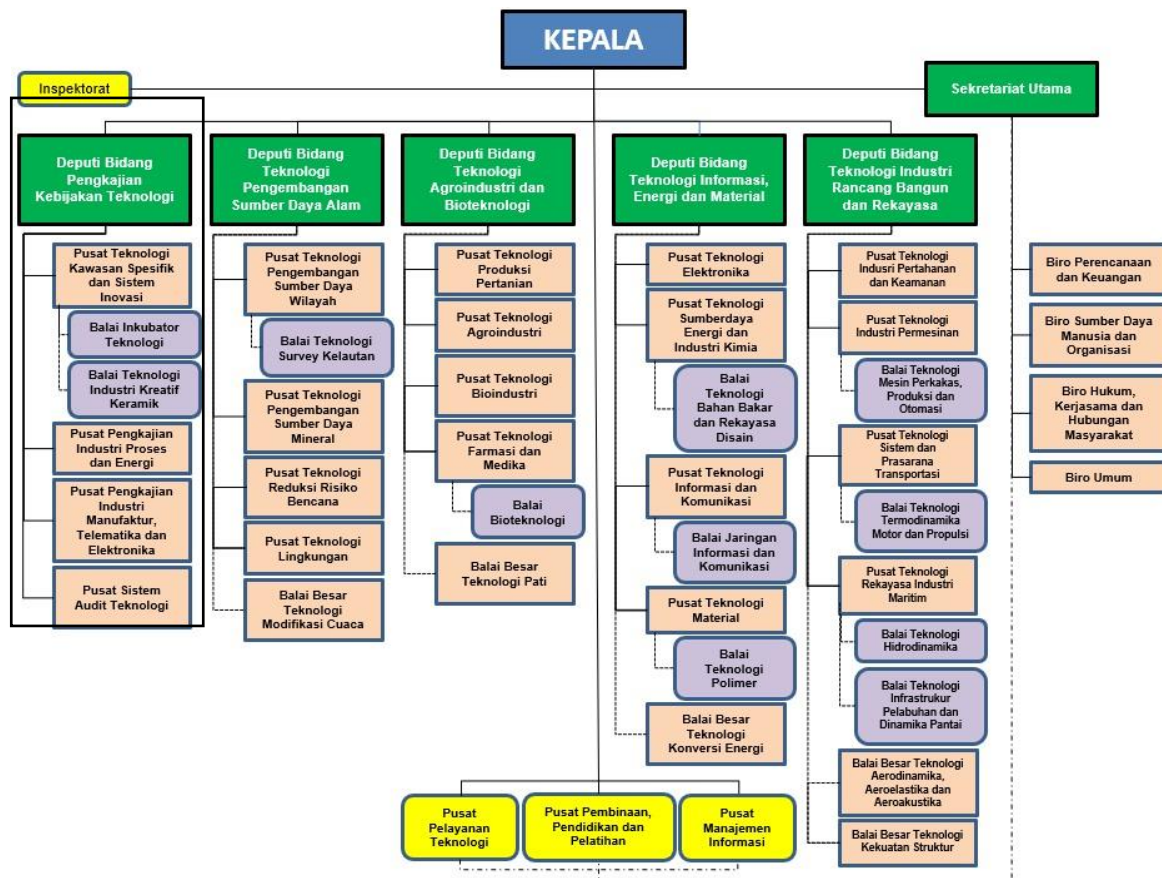 KEPALA
Inspektorat
Sekretariat Utama
Deputi Bidang
Pengkajian
Kebijakan Teknologi
Deputi Bidang
Teknologi
Pengembangan
Sumber Daya Alam
Deputi Bidang
Teknologi
Agroindustri dan
Bioteknologi
Deputi Bidang
Teknologi Informasi,
Energi dan Material
Deputi Bidang
Teknologi Industri
Rancang Bangun
dan Rekayasa
Pusat Teknologi
Kawasan Spesifik
dan Sistem
Inovasi
Balai Inkubator
Teknologi
Balai Teknologi
Industri Kreatif
Keramik
Pusat Pengkajian
Industri Proses
dan Energi
Pusat Pengkajian
Industri
Manufaktur,
Telematika dan
Elektronika
Pusat Sistem
Audit Teknologi
Pusat Teknologi
Pengembangan
Sumber Daya
Wilayah
Balai Teknologi
Survey Kelautan
Pusat Teknologi
Pengembangan
Sumber Daya
Mineral
Pusat Teknologi
Reduksi Risiko
Bencana
Pusat Teknologi
Lingkungan
Balai Besar
Teknologi
Modifikasi Cuaca
Pusat Teknologi
Produksi
Pertanian
Pusat Teknologi
Agroindustri
Pusat Teknologi
Bioindustri
Pusat Teknologi
Farmasi dan
Medika
Balai
Bioteknologi
Balai Besar
Teknologi Pati
Pusat Teknologi
Elektronika
Pusat Teknologi
Sumberdaya
Energi dan
Industri Kimia
Balai
Teknologi
Bahan Bakar
dan Rekayasa
Disain
Pusat Teknologi
Informasi dan
Komunikasi
Balai Jaringan
Informasi dan
Komunikasi
Pusat Teknologi
Material
Balai
Teknologi
Polimer
Balai Besar
Teknologi
Konversi Energi
Pusat Teknologi
Indusri Pertahanan
dan Keamanan
Pusat Teknologi
Industri Permesinan
Balai Teknologi
Mesin Perkakas,
Produksi dan
Otomasi
Pusat Teknologi
Sistem dan
Prasarana
Transportasi
Balai Teknologi
Termodinamika
Motor dan Propulsi
Pusat Teknologi
Rekayasa Industri
Maritim
Balai Teknologi
Hidrodinamika
Balai Teknologi
Infrastrukur
Pelabuhan dan
Dinamika Pantai
Balai Besar Teknologi
Aerodinamika,
Aeroelastika dan
Aeroakustika
Balai Besar Teknologi
Kekuatan Struktur
Biro Perencanaan
dan Keuangan
Biro Sumber Daya
Manusia dan
Organisasi
Biro Hukum,
Kerjasama dan
Hubungan
Masyarakat
Biro Umum
Pusat
Pelayanan
Teknologi
Pusat Pembinaan,
Pendidikan dan
Pelatihan
Pusat
Manajemen
Informasi